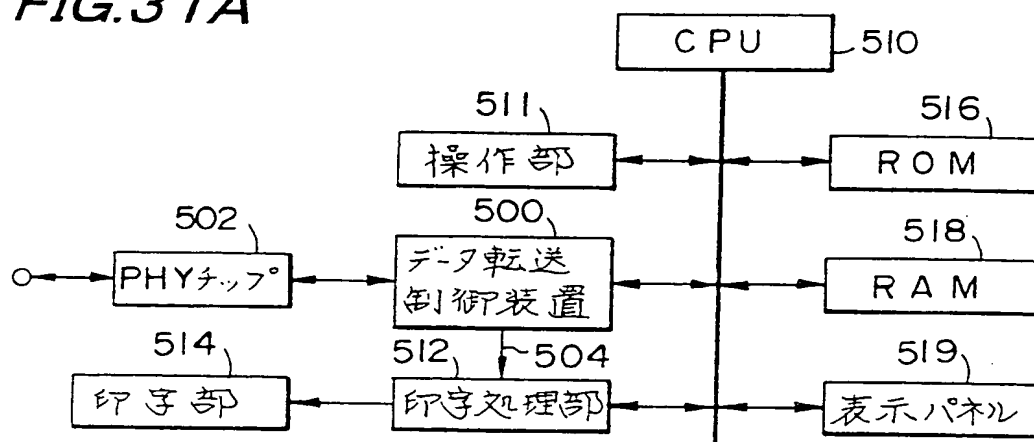 FIG.31A
CPU
510
511
操作部
516
ROM
502
PHYチップ
500
データ転送
制御装置
518
RAM
514
印字部
512
504
印字処理部
519
表示パネル